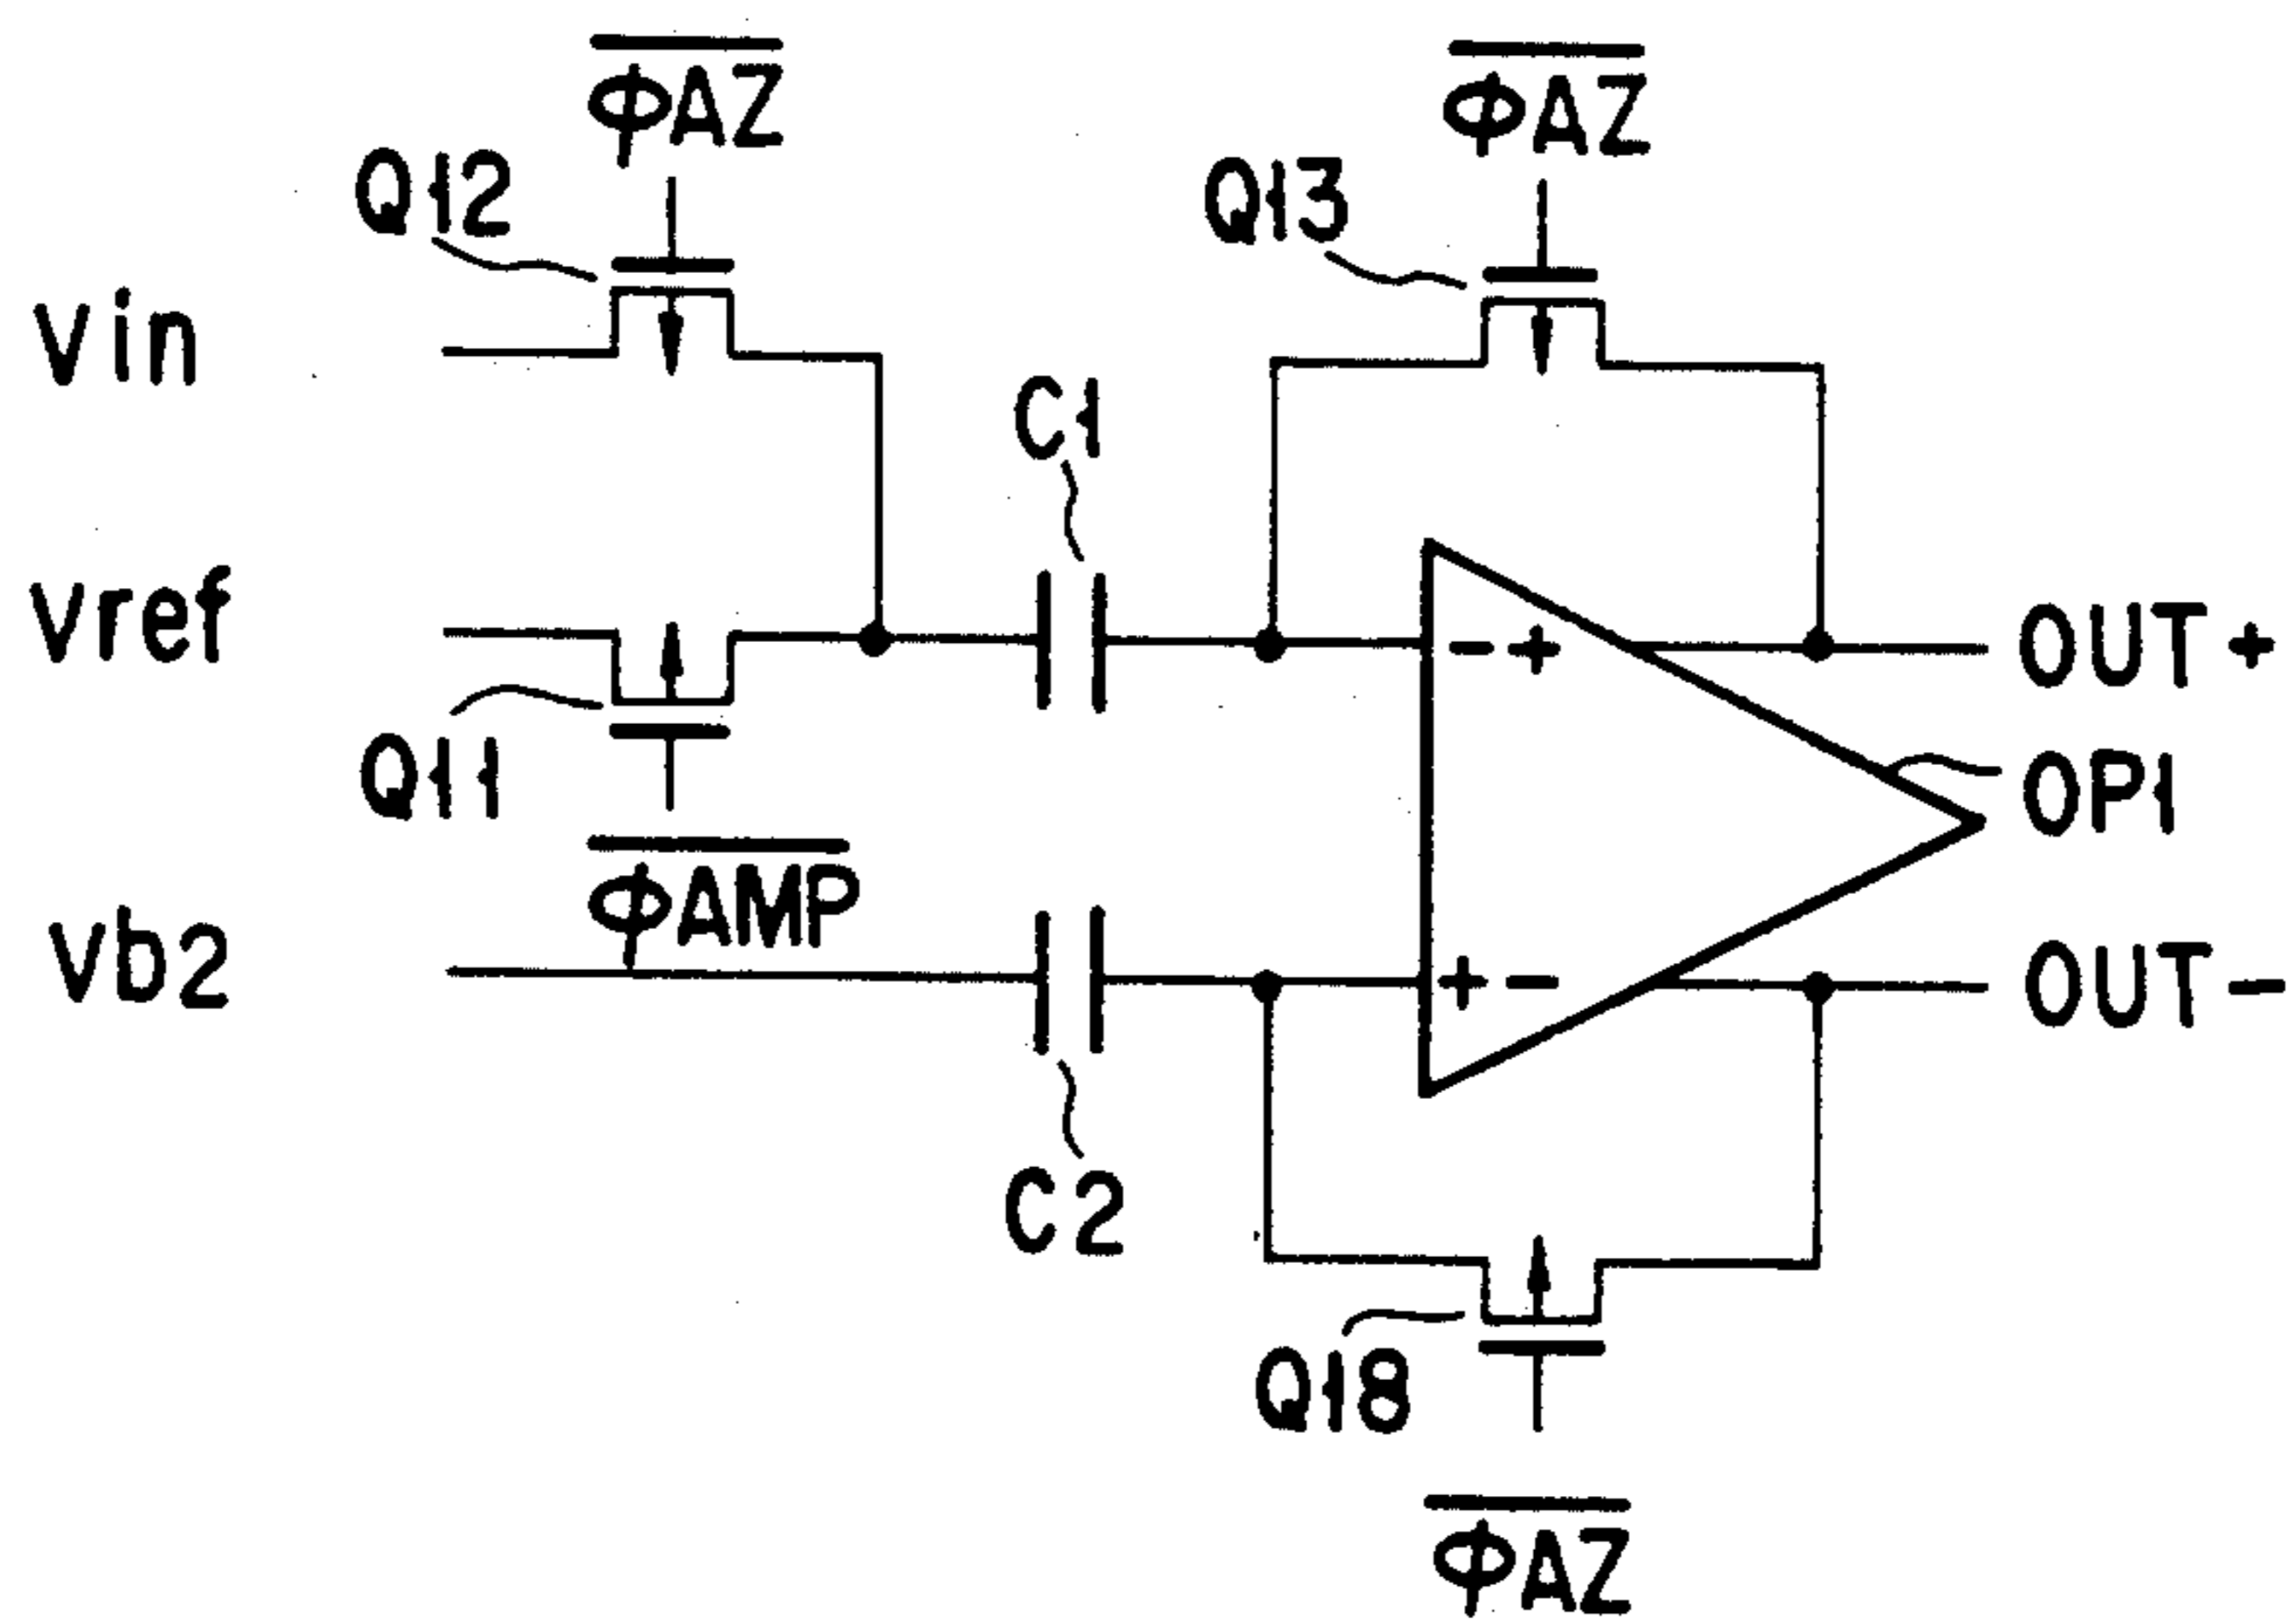 φAZ
φAZ
Q12
Q13
vin
C1
vref
- +
OUT+
Q11
OP1
φAMP
vb2
+ -
OUT-
C2
Q18
φAZ